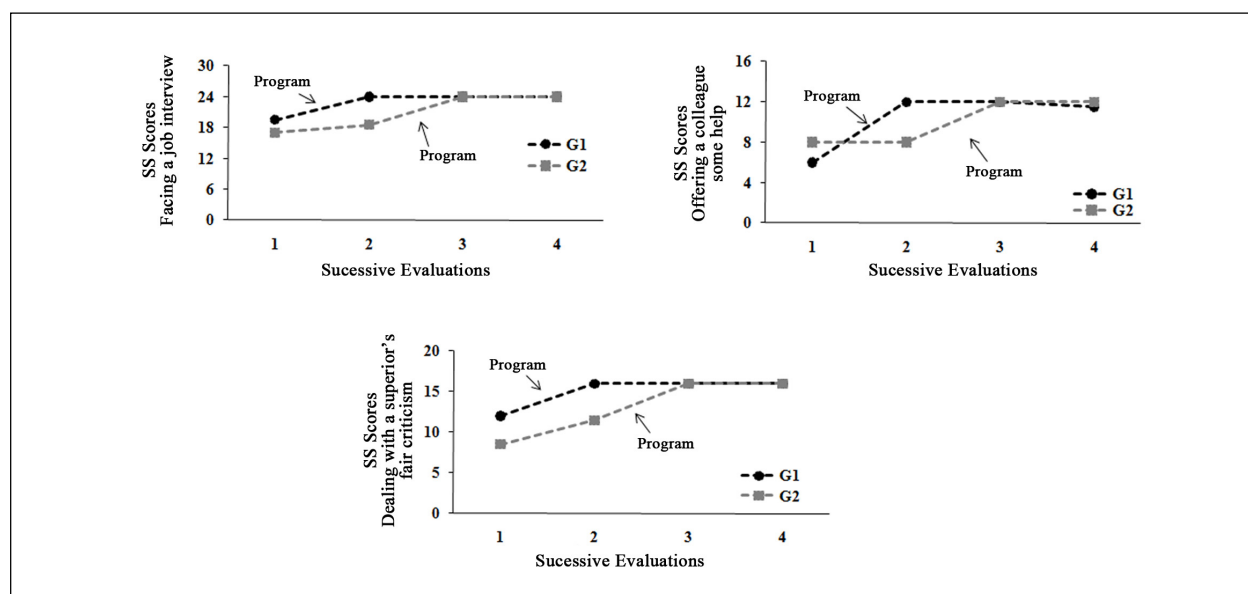 SS Scores
Facing a job interview
30
24
18
12
6
0
Program
Program
G1
G2
1 2 3 4
Sucessive Evaluations
SS Scores
Offering a colleague
some help
16
12
8
4
0
Program
Program
G1
G2
1 2 3 4
Sucessive Evaluations
SS Scores
Dealing with a superior's
fair criticism
20
15
10
5
0
Program
Program
G1
G2
1 2 3 4
Sucessive Evaluations